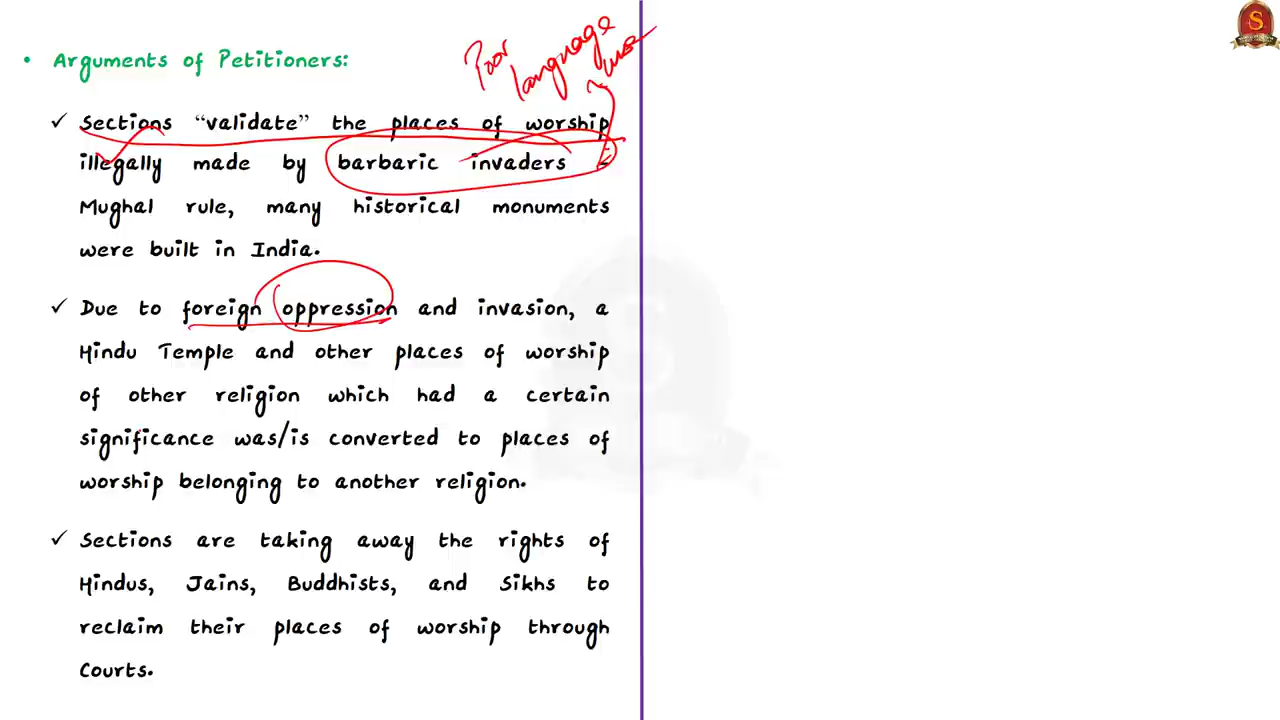 Poor
language
use
• Arguments of Petitioners:
✓ Sections “validate” the places of worship
illegally made by barbaric invaders -
Mughal rule, many historical monuments
were built in India.
✓ Due to foreign oppression and invasion, a
Hindu Temple and other places of worship
of other religion which had a certain
significance was/is converted to places of
worship belonging to another religion.
✓ Sections are taking away the rights of
Hindus, Jains, Buddhists, and Sikhs to
reclaim their places of worship through
Courts.
S